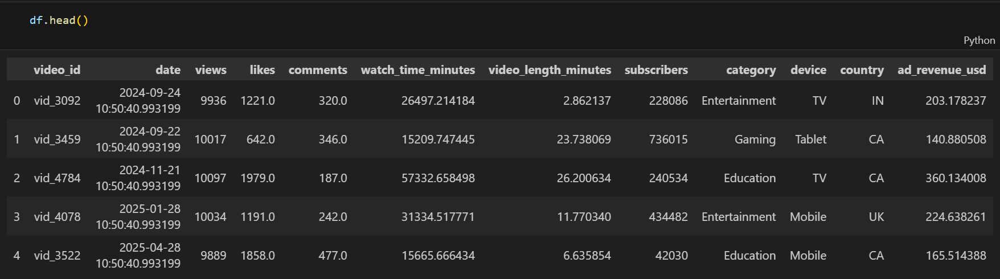 df.head()
Python
video_id date views likes comments watch_time_minutes video_length_minutes subscribers category device country ad_revenue_usd
0 vid_3092 2024-09-24 10:50:40.993199 9936 1221.0 320.0 26497.214184 2.862137 228086 Entertainment TV IN 203.178237
1 vid_3459 2024-09-22 10:50:40.993199 10017 642.0 346.0 15209.747445 23.738069 736015 Gaming Tablet CA 140.880508
2 vid_4784 2024-11-21 10:50:40.993199 10097 1979.0 187.0 57332.658498 26.200634 240534 Education TV CA 360.134008
3 vid_4078 2025-01-28 10:50:40.993199 10034 1191.0 242.0 31334.517771 11.770340 434482 Entertainment Mobile UK 224.638261
4 vid_3522 2025-04-28 10:50:40.993199 9889 1858.0 477.0 15665.666434 6.635854 42030 Education Mobile CA 165.514388